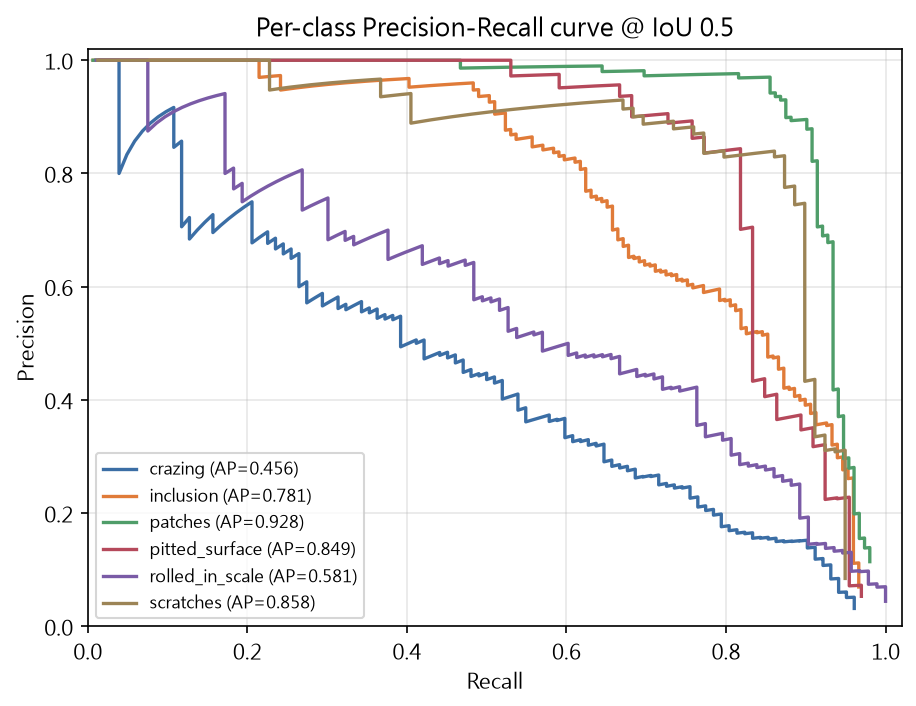 Per-class Precision-Recall curve @ IoU 0.5
Precision
1.0
0.8
0.6
0.4
0.2
0.0
crazing (AP=0.456)
inclusion (AP=0.781)
patches (AP=0.928)
pitted_surface (AP=0.849)
rolled_in_scale (AP=0.581)
scratches (AP=0.858)
0.0 0.2 0.4 0.6 0.8 1.0
Recall